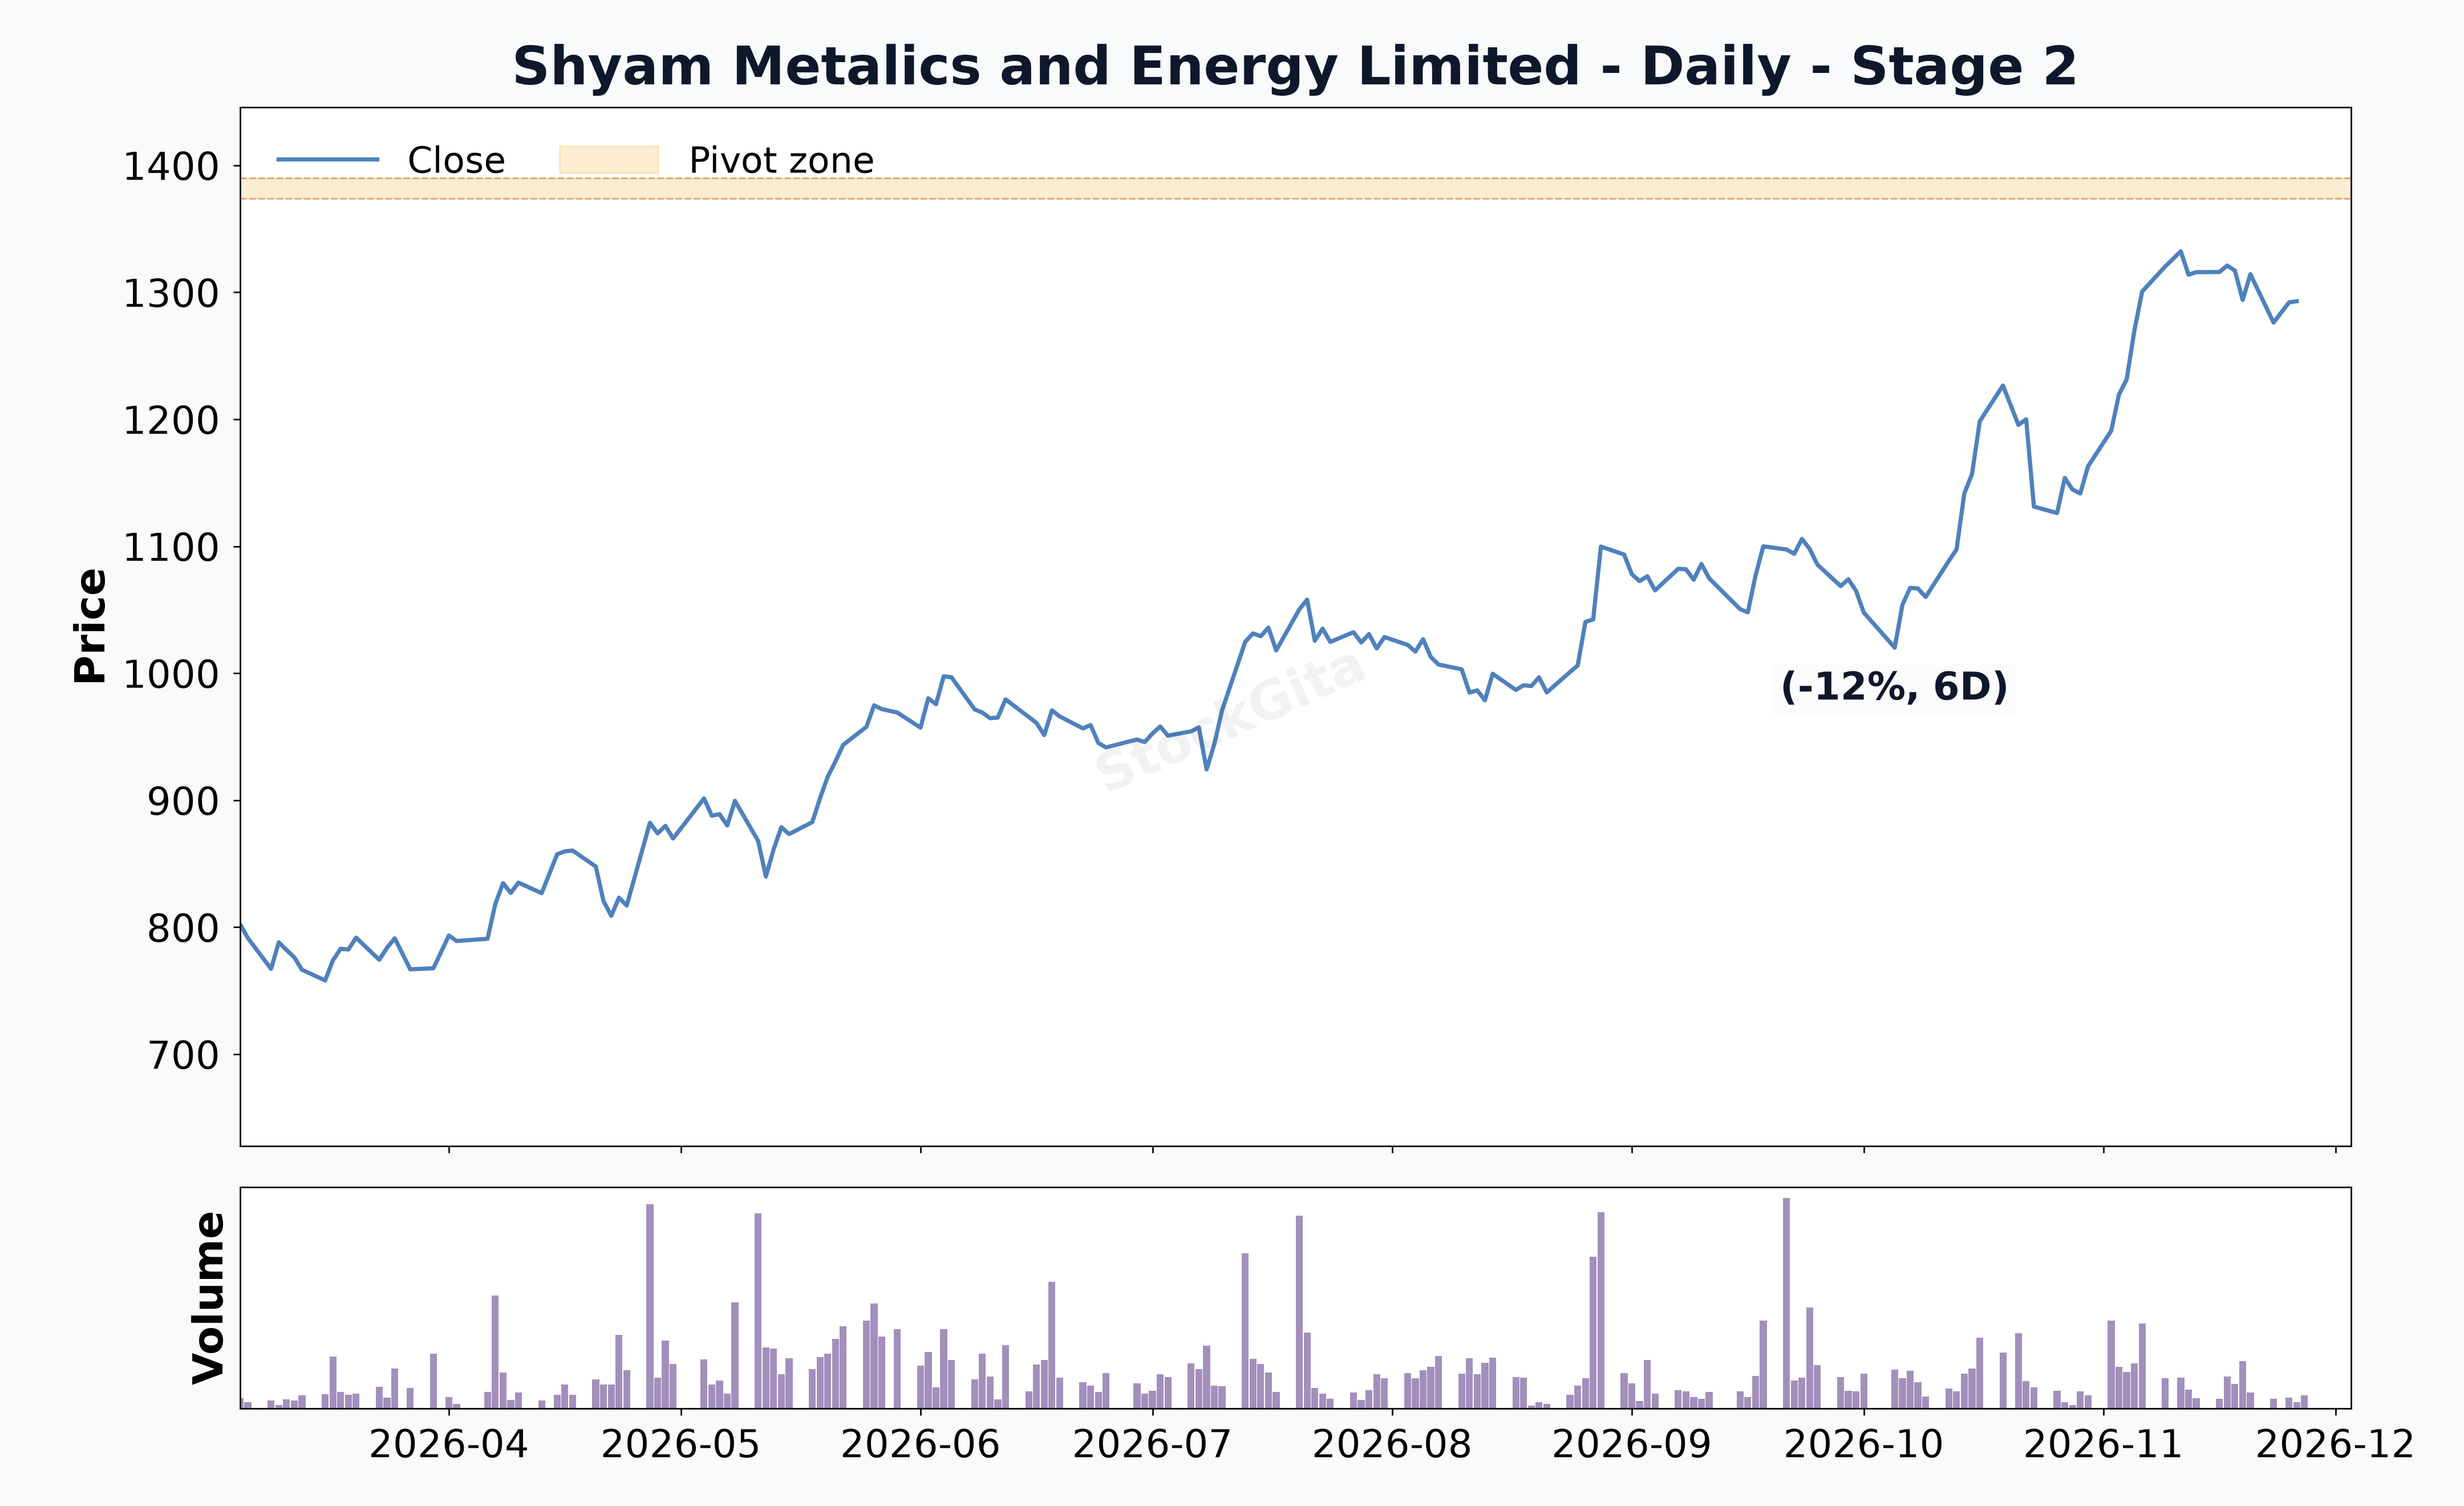 Shyam Metalics and Energy Limited - Daily - Stage 2
Close
Pivot zone
1400
1300
1200
1100
1000
900
800
700
Price
StockGita
(-12%, 6D)
Volume
2026-04
2026-05
2026-06
2026-07
2026-08
2026-09
2026-10
2026-11
2026-12